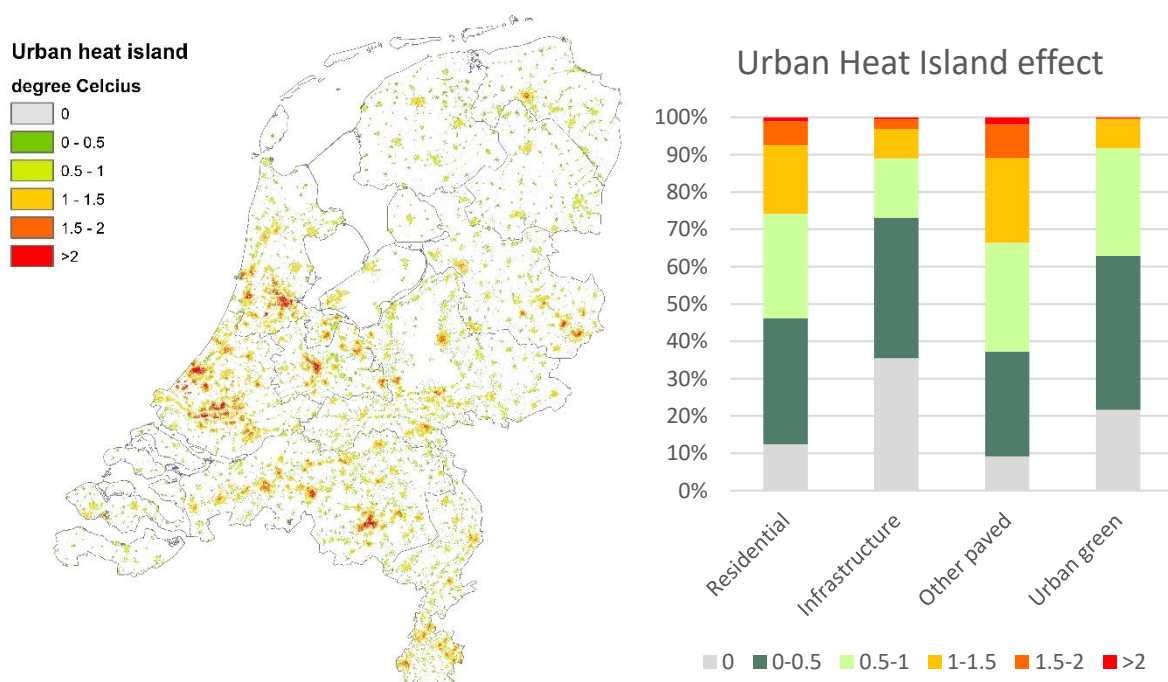 Urban heat island
degree Celcius
0
0 - 0.5
0.5 - 1
1 - 1.5
1.5 - 2
>2
Urban Heat Island effect
100%
90%
80%
70%
60%
50%
40%
30%
20%
10%
0%
Residential
Infrastructure
Other paved
Urban green
0 0-0.5 0.5-1 1-1.5 1.5-2 >2